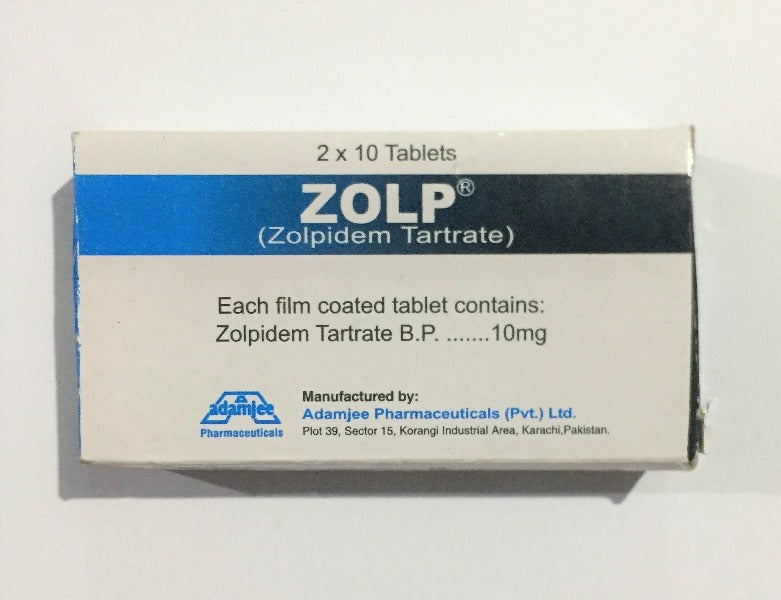 2 x 10 Tablets
ZOLP®
(Zolpidem Tartrate)
Each film coated tablet contains:
Zolpidem Tartrate B.P. .......10mg
adamjee
Pharmaceuticals
Manufactured by:
Adamjee Pharmaceuticals (Pvt.) Ltd.
Plot 39, Sector 15, Korangi Industrial Area, Karachi,Pakistan.